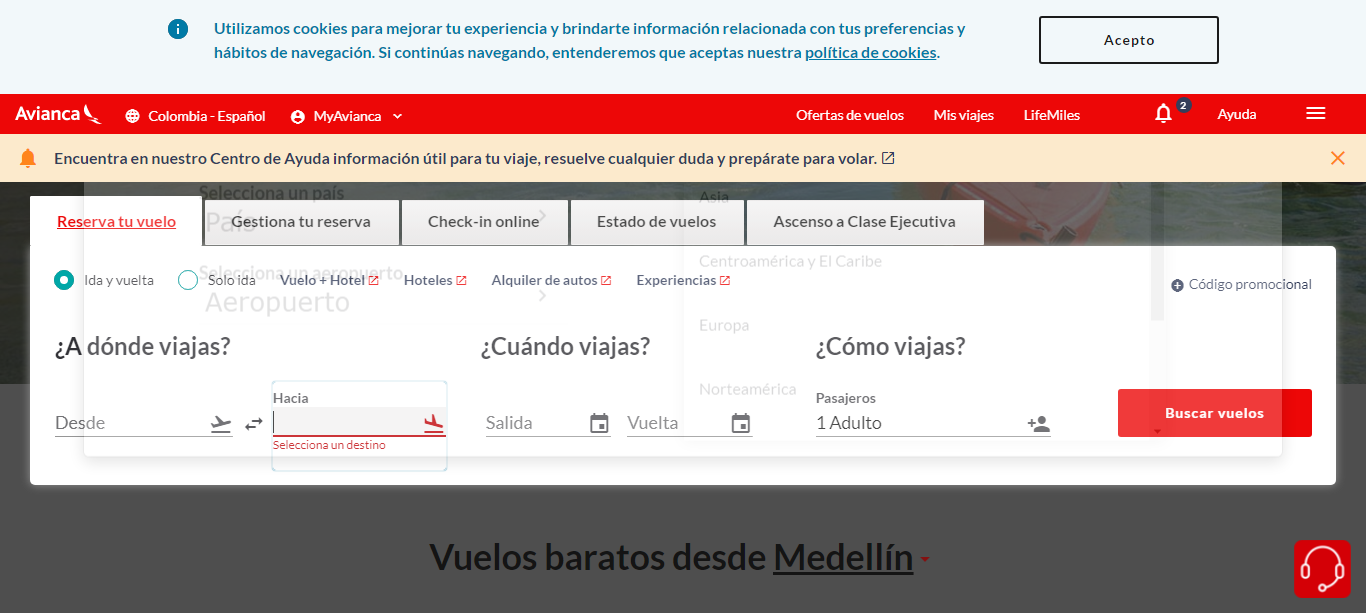 Utilizamos cookies para mejorar tu experiencia y brindarte información relacionada con tus preferencias y
hábitos de navegación. Si continúas navegando, entenderemos que aceptas nuestra política de cookies.
Acepto
Avianca
Colombia - Español
MyAvianca
Ofertas de vuelos
Mis viajes
LifeMiles
2
Ayuda
Encuentra en nuestro Centro de Ayuda información útil para tu viaje, resuelve cualquier duda y prepárate para volar.
Selecciona un país
País
Asia
Reserva tu vuelo
Gestiona tu reserva
Check-in online
Estado de vuelos
Ascenso a Clase Ejecutiva
Centroamérica y El Caribe
Selecciona un aeropuerto
Aeropuerto
Ida y vuelta
Solo ida
Vuelo + Hotel
Hoteles
Alquiler de autos
Experiencias
Código promocional
Europa
¿A dónde viajas?
¿Cuándo viajas?
¿Cómo viajas?
Norteamérica
Hacia
Pasajeros
Desde
Salida
Vuelta
1 Adulto
Buscar vuelos
Selecciona un destino
Vuelos baratos desde Medellín